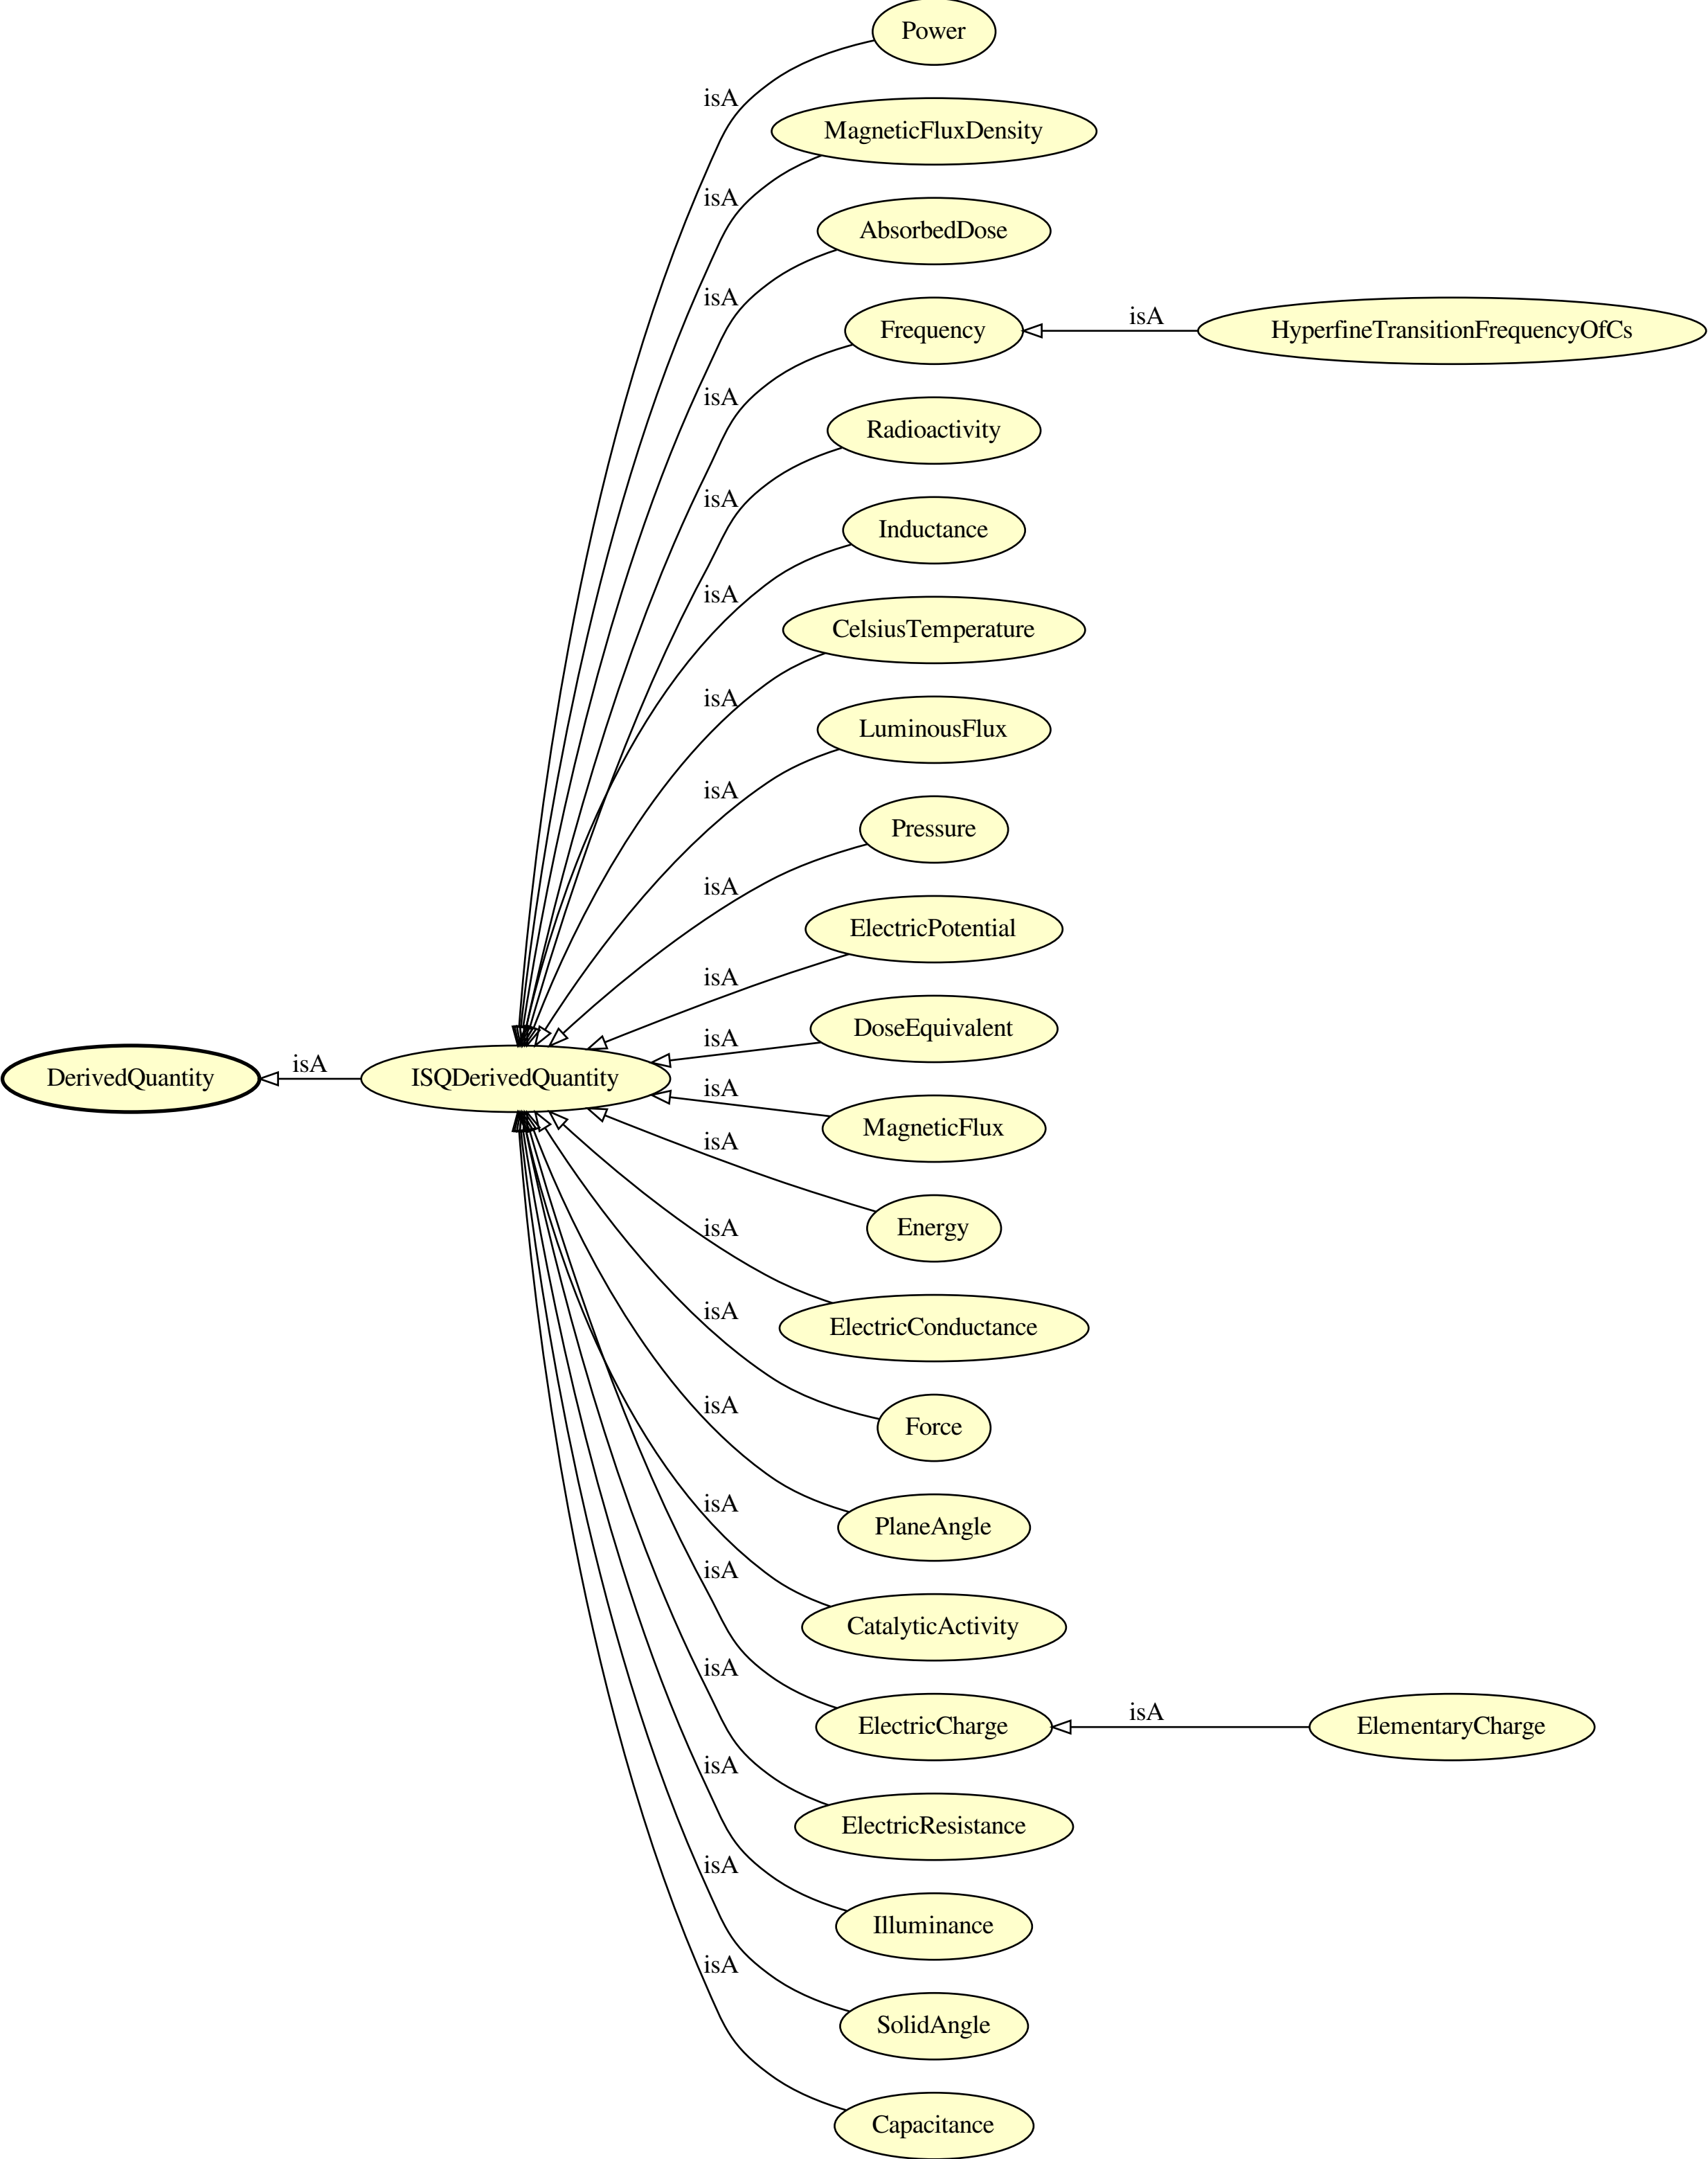 Power
isA
MagneticFluxDensity
isA
AbsorbedDose
isA
Frequency
isA
HyperfineTransitionFrequencyOfCs
isA
Radioactivity
isA
Inductance
isA
CelsiusTemperature
isA
LuminousFlux
isA
Pressure
isA
ElectricPotential
isA
DoseEquivalent
isA
DerivedQuantity
isA
ISQDerivedQuantity
isA
MagneticFlux
isA
Energy
isA
ElectricConductance
isA
Force
isA
PlaneAngle
isA
CatalyticActivity
isA
ElectricCharge
isA
ElementaryCharge
isA
ElectricResistance
isA
Illuminance
isA
SolidAngle
isA
Capacitance